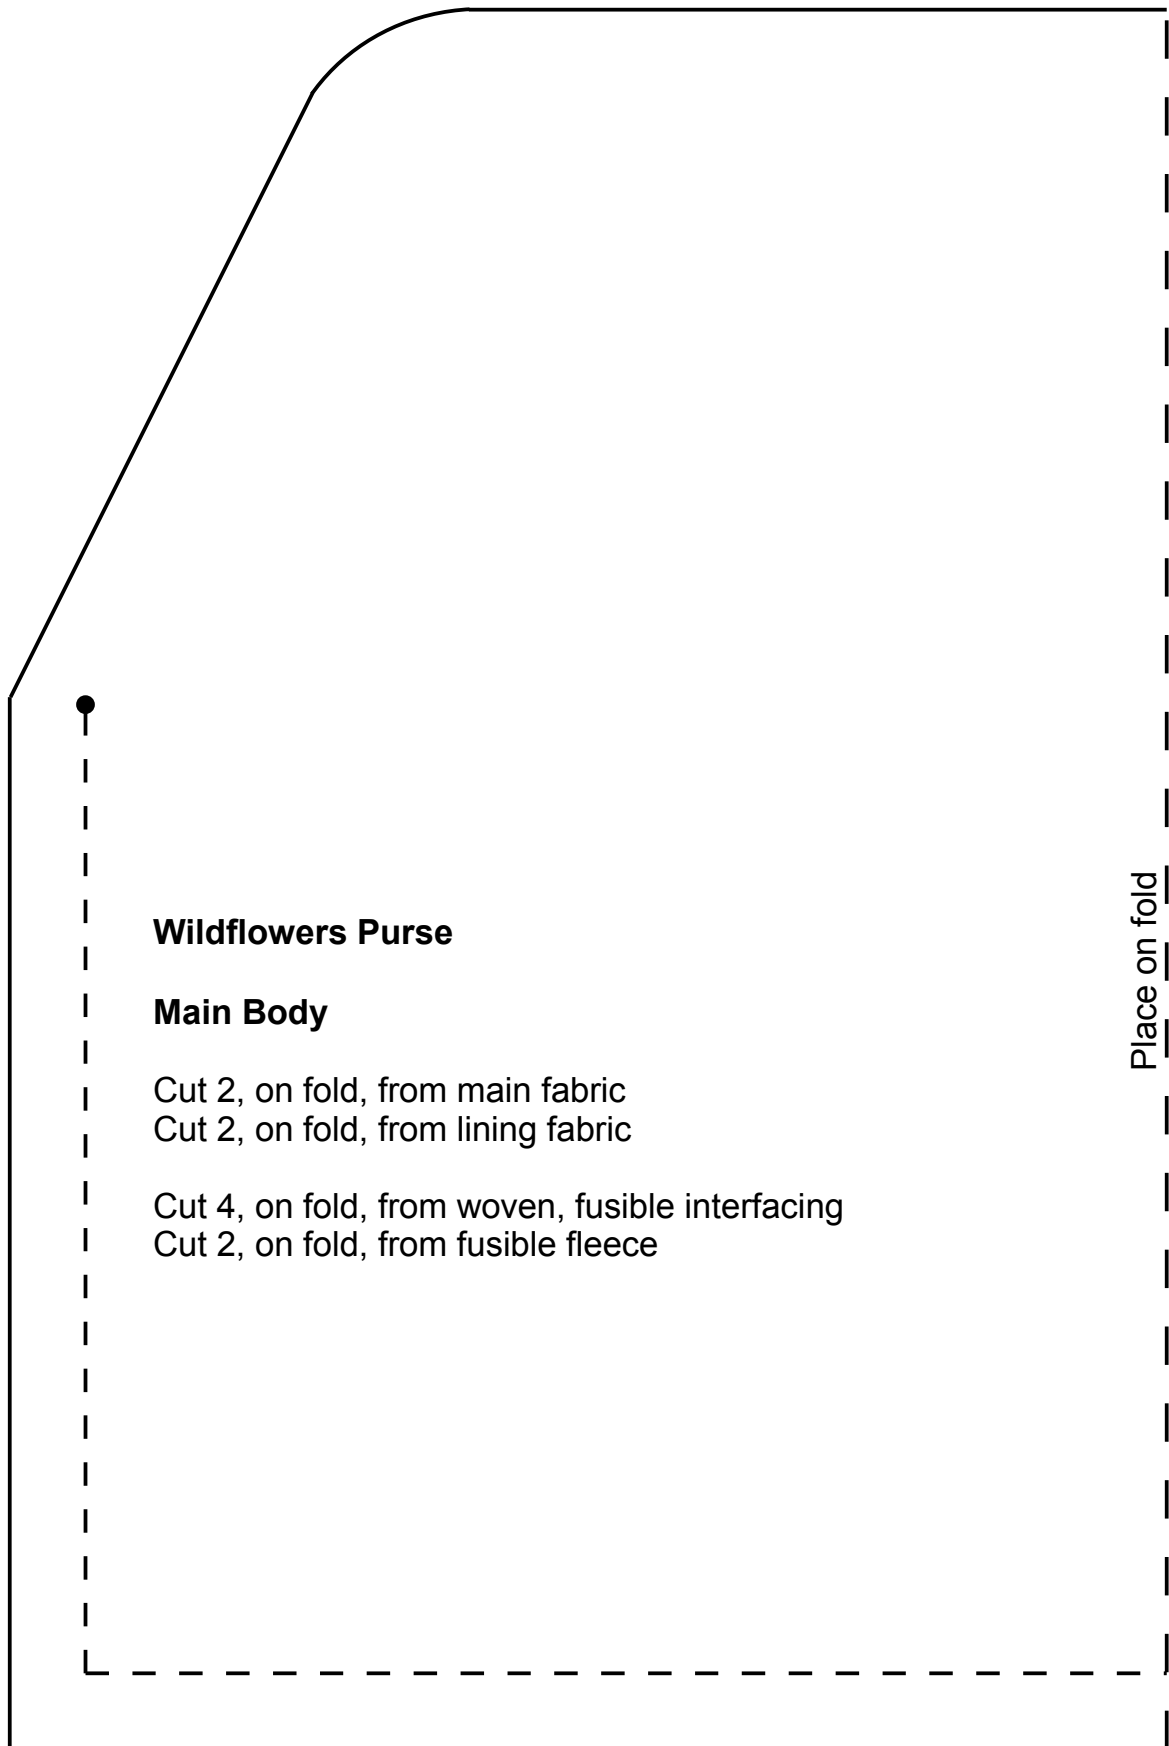 Wildflowers Purse
Main Body
Cut 2, on fold, from main fabric
Cut 2, on fold, from lining fabric
Cut 4, on fold, from woven, fusible interfacing
Cut 2, on fold, from fusible fleece
Place on fold